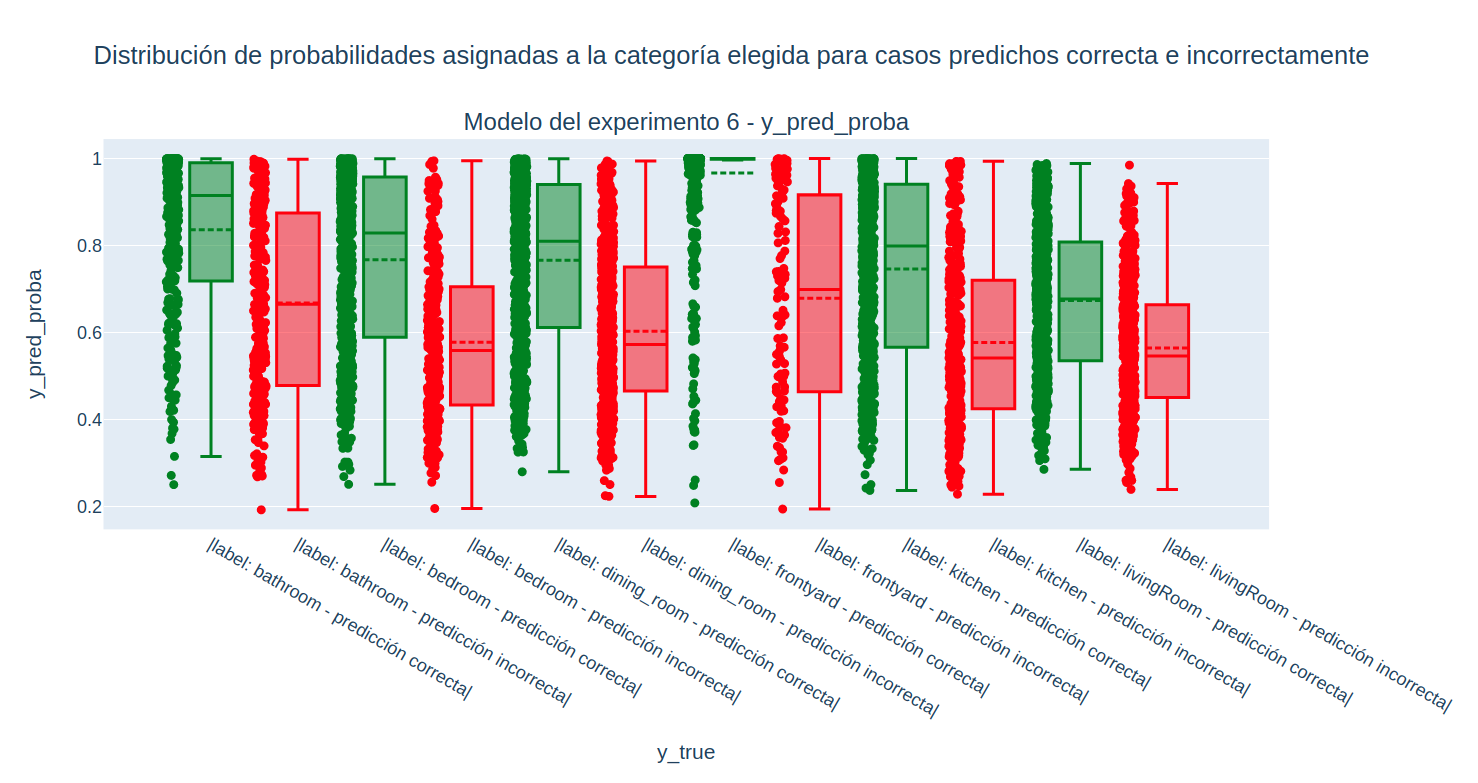 Distribución de probabilidades asignadas a la categoría elegida para casos predichos correcta e incorrectamente
Modelo del experimento 6 - y_pred_proba
1
0.8
0.6
0.4
0.2
y_pred_proba
|label: bathroom - predicción correcta|
|label: bathroom - predicción incorrecta|
|label: bedroom - predicción correcta|
|label: bedroom - predicción incorrecta|
|label: dining_room - predicción correcta|
|label: dining_room - predicción incorrecta|
|label: frontyard - predicción correcta|
|label: frontyard - predicción incorrecta|
|label: kitchen - predicción correcta|
|label: kitchen - predicción incorrecta|
|label: livingRoom - predicción correcta|
|label: livingRoom - predicción incorrecta|
y_true